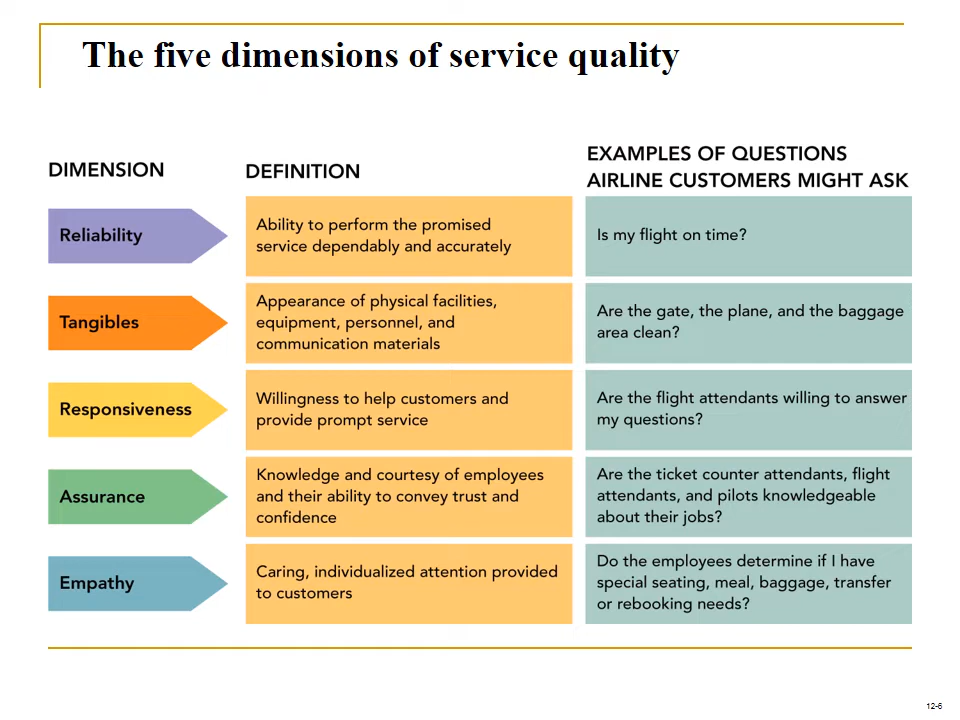 The five dimensions of service quality
DIMENSION
DEFINITION
EXAMPLES OF QUESTIONS
AIRLINE CUSTOMERS MIGHT ASK
Reliability
Ability to perform the promised
service dependably and accurately
Is my flight on time?
Tangibles
Appearance of physical facilities,
equipment, personnel, and
communication materials
Are the gate, the plane, and the baggage
area clean?
Responsiveness
Willingness to help customers and
provide prompt service
Are the flight attendants willing to answer
my questions?
Assurance
Knowledge and courtesy of employees
and their ability to convey trust and
confidence
Are the ticket counter attendants, flight
attendants, and pilots knowledgeable
about their jobs?
Empathy
Caring, individualized attention provided
to customers
Do the employees determine if I have
special seating, meal, baggage, transfer
or rebooking needs?
12-6